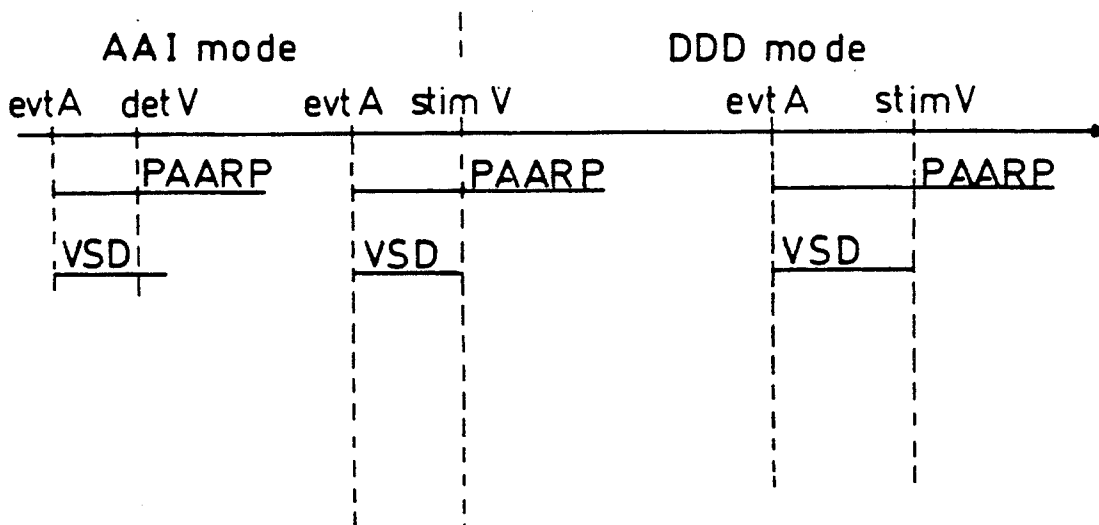 AAI mode DDD mode
evtA detV evtA stimV evtA stimV
PAARP PAARP PAARP
VSD VSD VSD